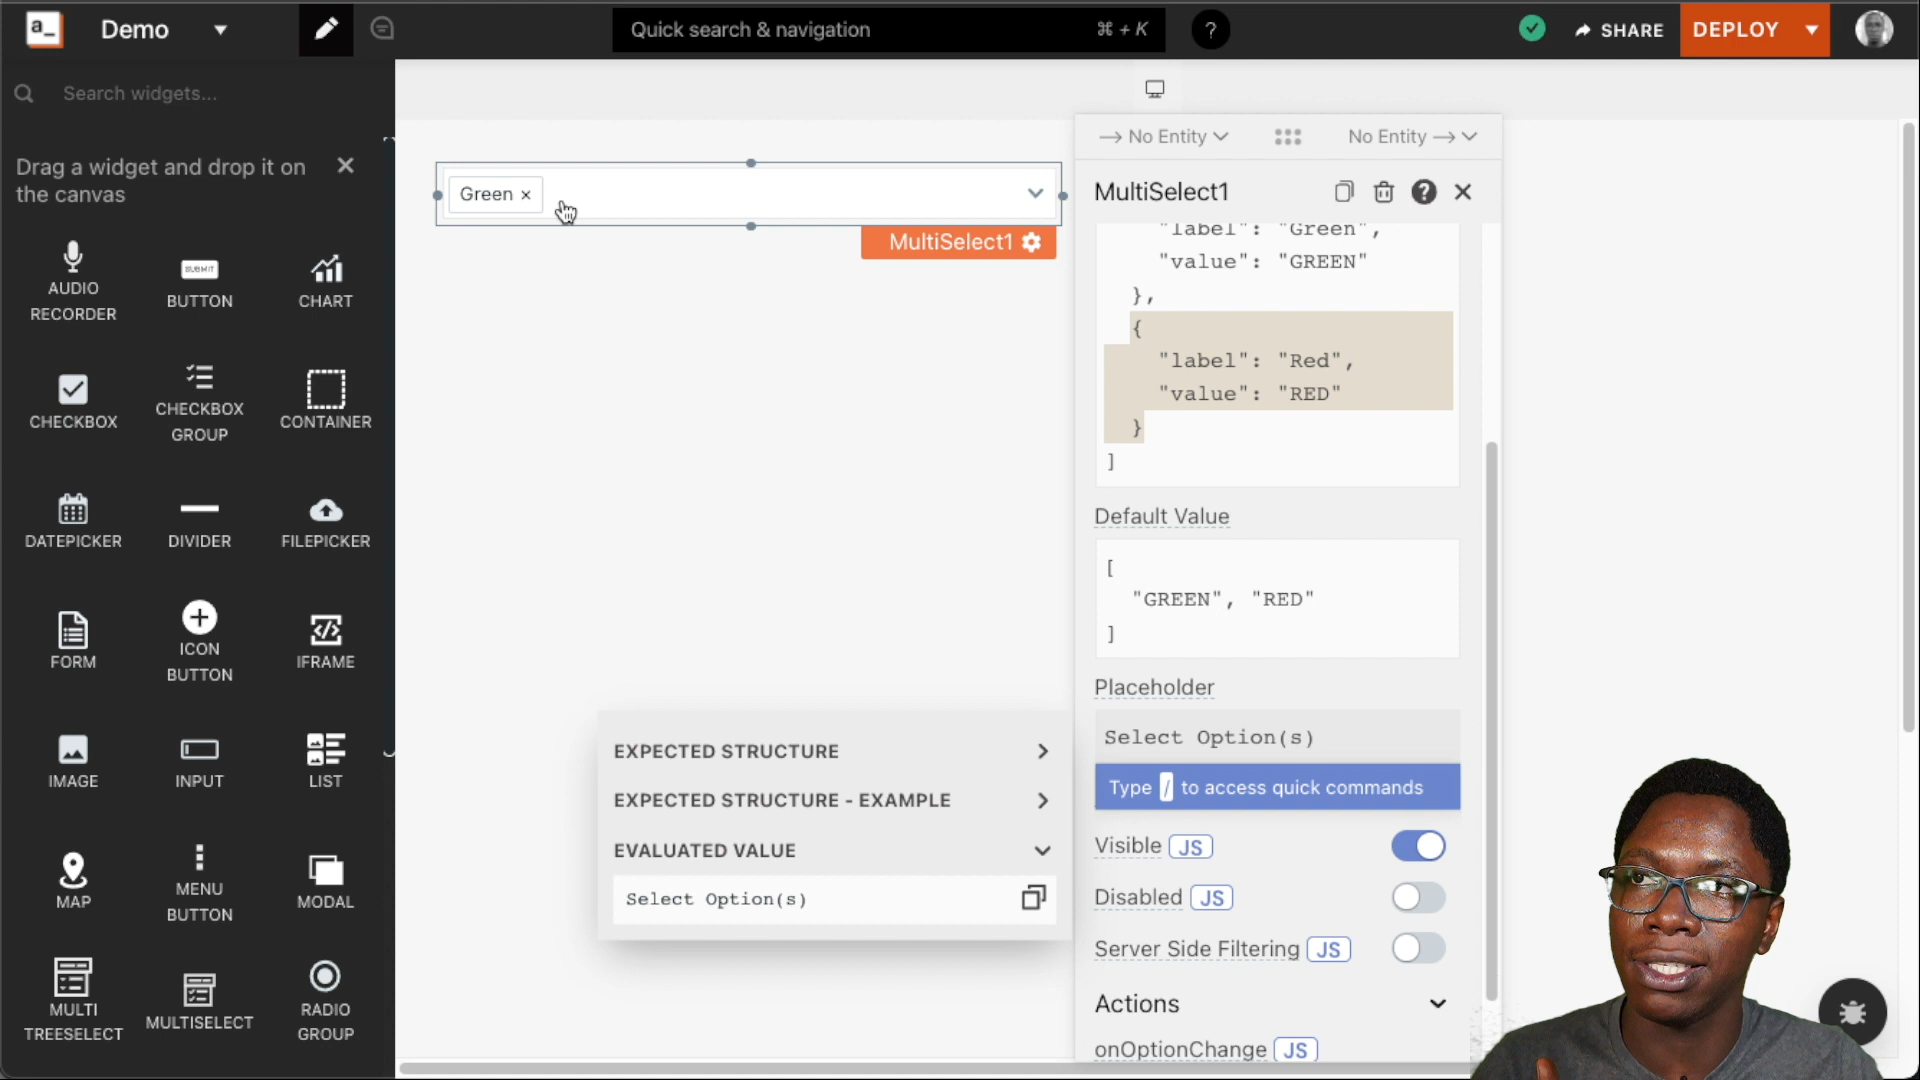 a_
Demo
Quick search & navigation
⌘ + K
?
SHARE
DEPLOY
Search widgets...
Drag a widget and drop it on
the canvas
AUDIO
RECORDER
SUBMIT
BUTTON
CHART
CHECKBOX
CHECKBOX
GROUP
CONTAINER
DATEPICKER
DIVIDER
FILEPICKER
FORM
ICON
BUTTON
IFRAME
IMAGE
INPUT
LIST
MAP
MENU
BUTTON
MODAL
MULTI
TREESELECT
MULTISELECT
RADIO
GROUP
Green ×
MultiSelect1
EXPECTED STRUCTURE
EXPECTED STRUCTURE - EXAMPLE
EVALUATED VALUE
Select Option(s)
→ No Entity
No Entity →
MultiSelect1
"label": "Green",
"value": "GREEN"
},
{
"label": "Red",
"value": "RED"
}
]
Default Value
[
"GREEN", "RED"
]
Placeholder
Select Option(s)
Type / to access quick commands
Visible JS
Disabled JS
Server Side Filtering JS
Actions
onOptionChange JS